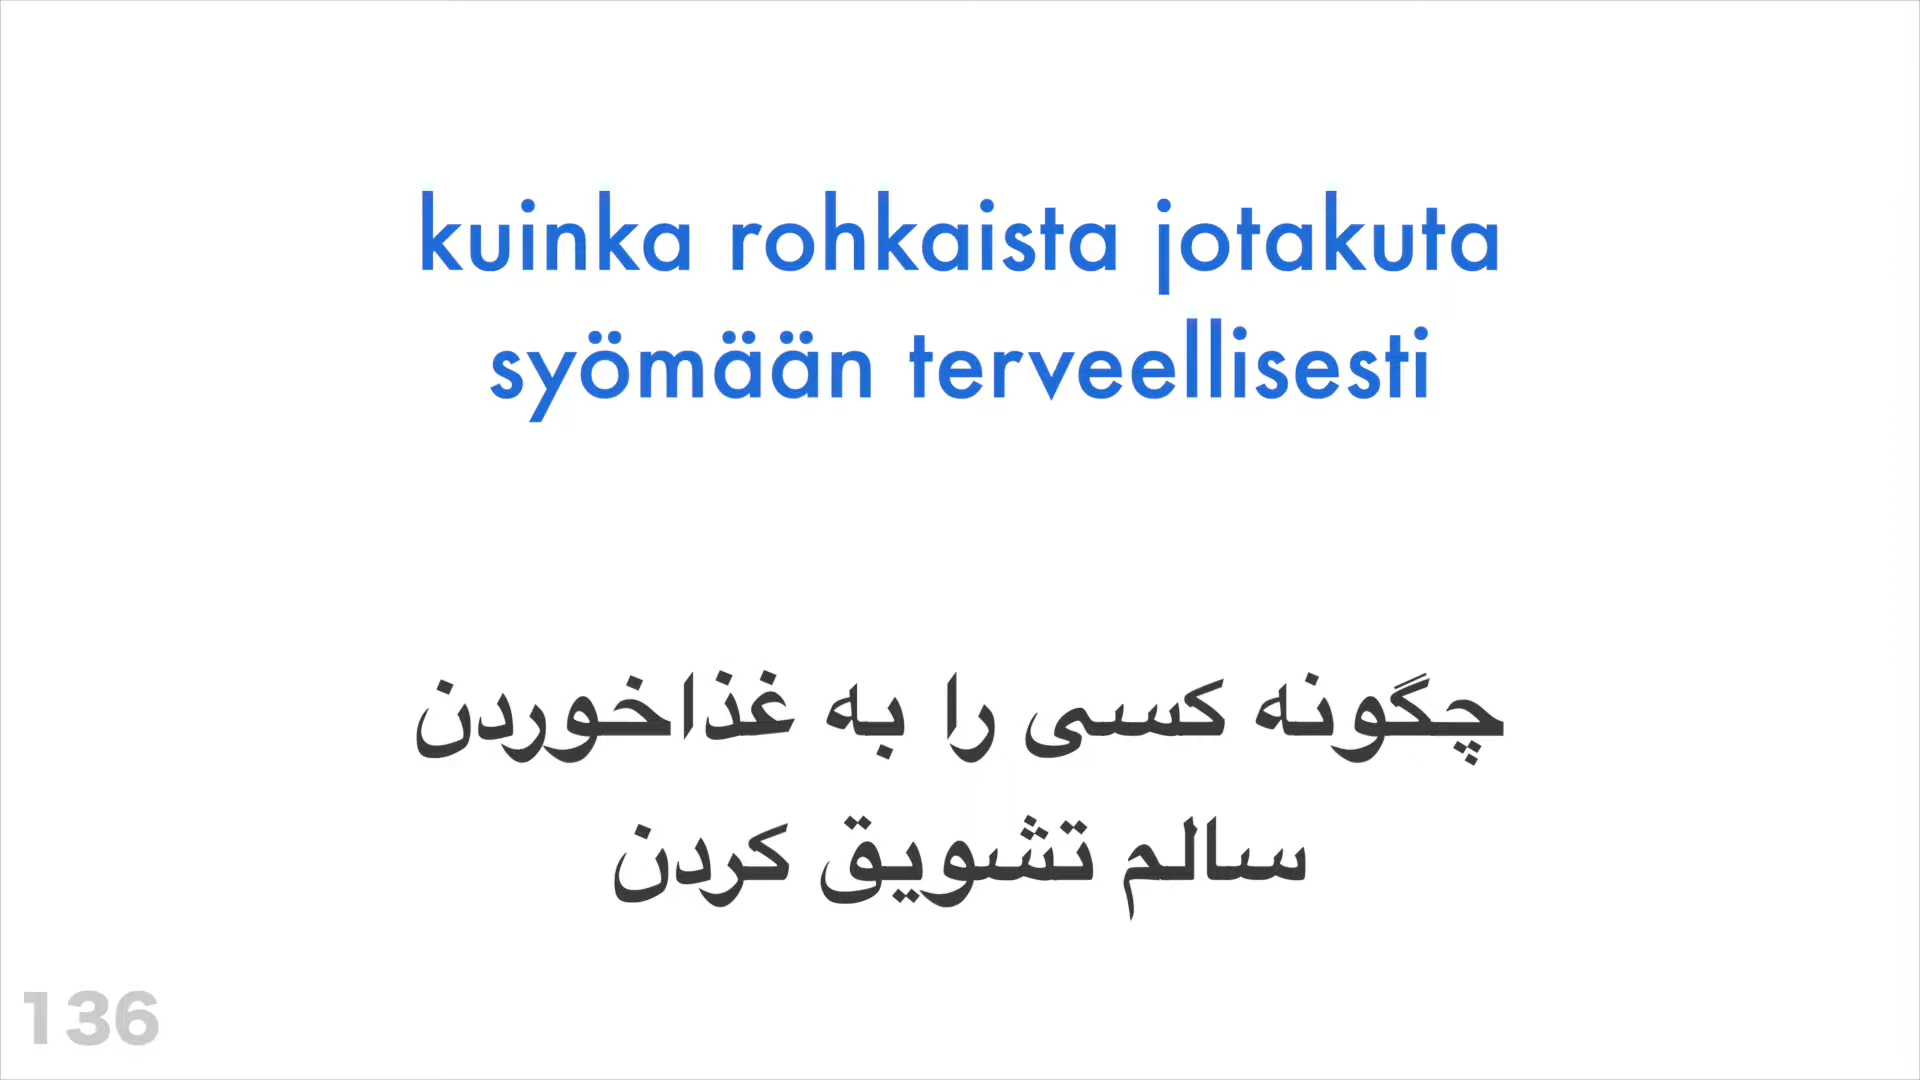 kuinka rohkaista jotakuta
syömään terveellisesti
چگونه کسی را به غذاخوردن
سالم تشویق کردن
136